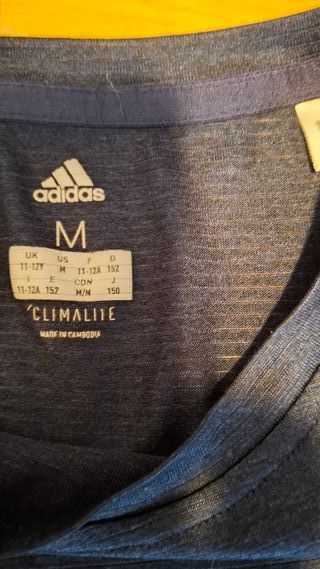 adidas
M
UK US F D
11-12Y M 11-12A 152
I E CDN J
11-12A 152 M/M 150
CLIMALITE
MADE IN CAMBODIA